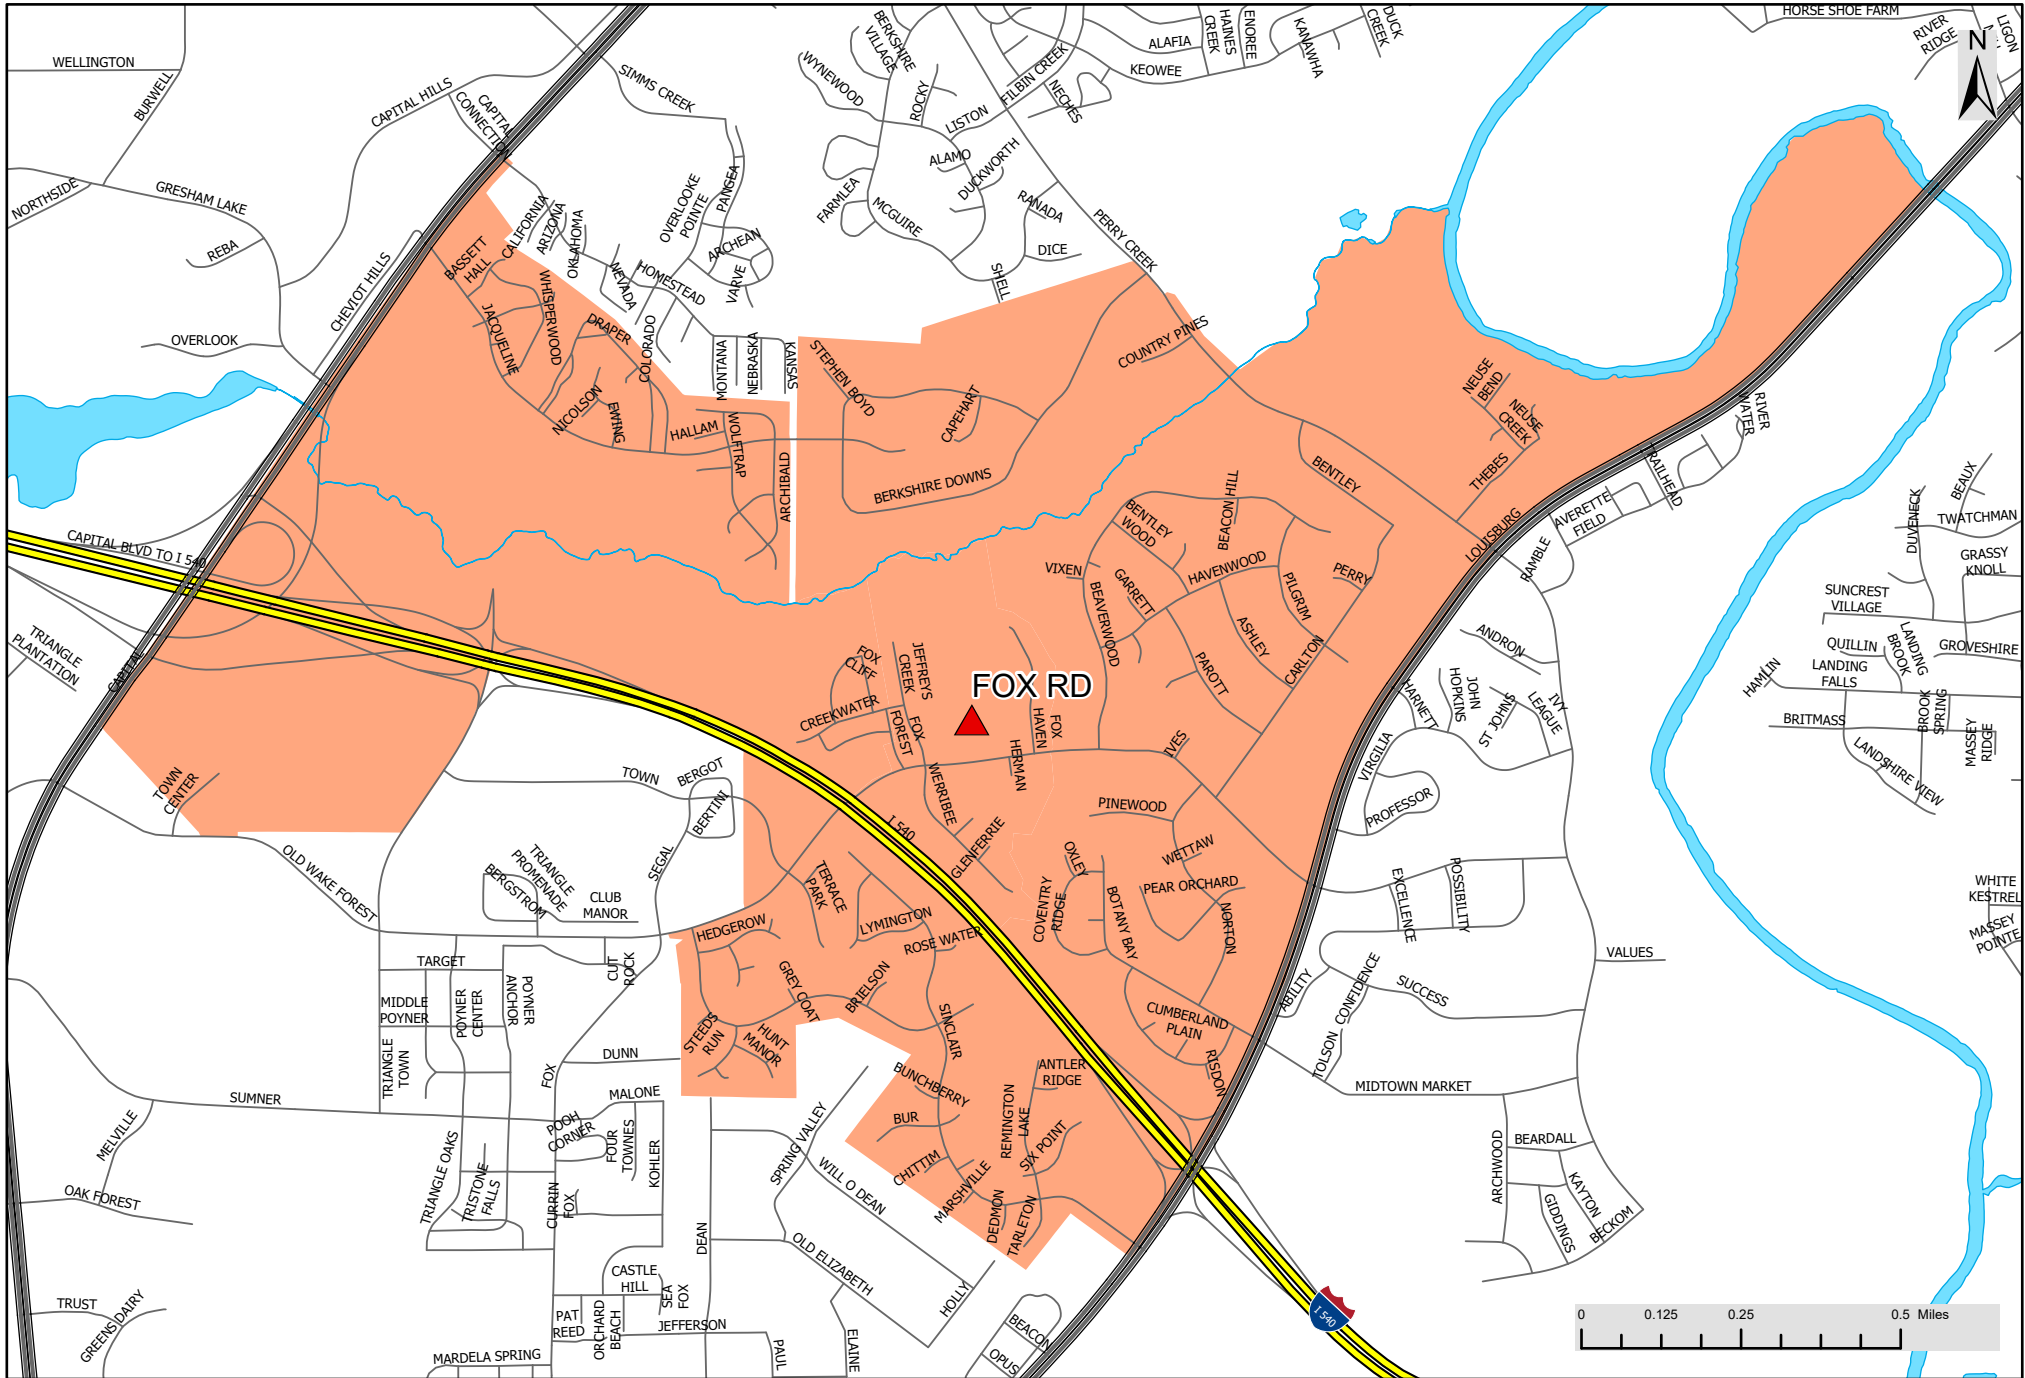 WELLINGTON
BURWELL
CAPITAL HILLS
CAPITAL
CONNECTION
SIMMS CREEK
BERKSHIRE
VILLAGE
WYNEWOOD
ROCKY
LISTON
FILBIN CREEK
NECHES
ALAFIA
KEOWEE
HAINES
CREEK
ENOREE
KANAWHA
DUCK
CREEK
HORSE SHOE FARM
RIVER
RIDGE
LIGON
N
NORTHSIDE
GRESHAM LAKE
REBA
OVERLOOK
CHEVIOT HILLS
ALAMO
DUCKWORTH
FARMLEA
MCGUIRE
RANADA
DICE
SHELL
PERRY CREEK
OVERLOOKE
POINTE
PANGEA
ARCHEAN
VARVE
BASSETT
HALL
CALIFORNIA
ARIZONA
OKLAHOMA
NEVADA
HOMESTEAD
WHISPERWOOD
JACQUELINE
DRAPER
COLORADO
MONTANA
NEBRASKA
KANSAS
NICOLSON
EWING
HALLAM
WOLFTRAP
ARCHIBALD
STEPHEN BOYD
CAPEHART
BERKSHIRE DOWNS
COUNTRY PINES
NEUSE
BEND
NEUSE
CREEK
THEBES
RIVER
WATER
TRAILHEAD
AVERETTE
FIELD
LOUISBURG
RAMBLE
BENTLEY
BEACON HILL
BENTLEY
WOOD
VIXEN
GARRETT
HAVENWOOD
PERRY
PILGRIM
BEAVERWOOD
ASHLEY
CARLTON
PAROTT
BEAUX
DUVENECK
TWATCHMAN
GRASSY
KNOLL
SUNCREST
VILLAGE
QUILLIN
LANDING
BROOK
GROVESHIRE
LANDING
FALLS
HAMLIN
BRITMASS
BROOK
SPRING
MASSEY
RIDGE
LANDSHIRE VIEW
CAPITAL BLVD TO I 540
TRIANGLE
PLANTATION
CAPITAL
TOWN
CENTER
FOX
CLIFF
JEFFREYS
CREEK
CREEKWATER
FOX
FOREST
FOX RD
FOX
HAVEN
HERMAN
IVES
ANDRON
JOHN
HOPKINS
HARNETT
ST JOHNS
IVY
LEAGUE
VIRGILIA
PROFESSOR
TOWN
BERGOT
BERTINI
SEGAL
WERRIBEE
I 540
GLENFERRIE
PINEWOOD
OXLEY
WETTAW
PEAR ORCHARD
COVENTRY
RIDGE
BOTANY BAY
NORTON
EXCELLENCE
POSSIBILITY
WHITE
KESTREL
MASSEY
POINTE
OLD WAKE FOREST
TRIANGLE
PROMENADE
BERGSTROM
CLUB
MANOR
TERRACE
PARK
LYMINGTON
HEDGEROW
ROSE WATER
TARGET
CUT
ROCK
MIDDLE
POYNER
POYNER
CENTER
POYNER
ANCHOR
GREY COAT
BRIELSON
STEEDS
RUN
HUNT
MANOR
SINCLAIR
CUMBERLAND
PLAIN
RISDON
ABILITY
CONFIDENCE
SUCCESS
VALUES
TOLSON
MIDTOWN MARKET
TRIANGLE
TOWN
DUNN
FOX
SUMNER
MALONE
POOH
CORNER
FOUR
TOWNES
KOHLER
MELVILLE
OAK FOREST
TRIANGLE OAKS
TRISTONE
FALLS
CURRIN
FOX
BUNCHBERRY
BUR
ANTLER
RIDGE
REMINGTON
LAKE
SIX POINT
CHITTIM
MARSHVILLE
DEDMON
TARLETON
SPRING VALLEY
WILL O DEAN
DEAN
OLD ELIZABETH
HOLLY
ARCHWOOD
BEARDALL
KAYTON
GIDDINGS
BECKOM
CASTLE
HILL
SEA
FOX
PAT
REED
ORCHARD
BEACH
JEFFERSON
TRUST
GREENS DAIRY
MARDELA SPRING
PAUL
ELAINE
BEACON
OPUS
I 540
0 0.125 0.25 0.5 Miles